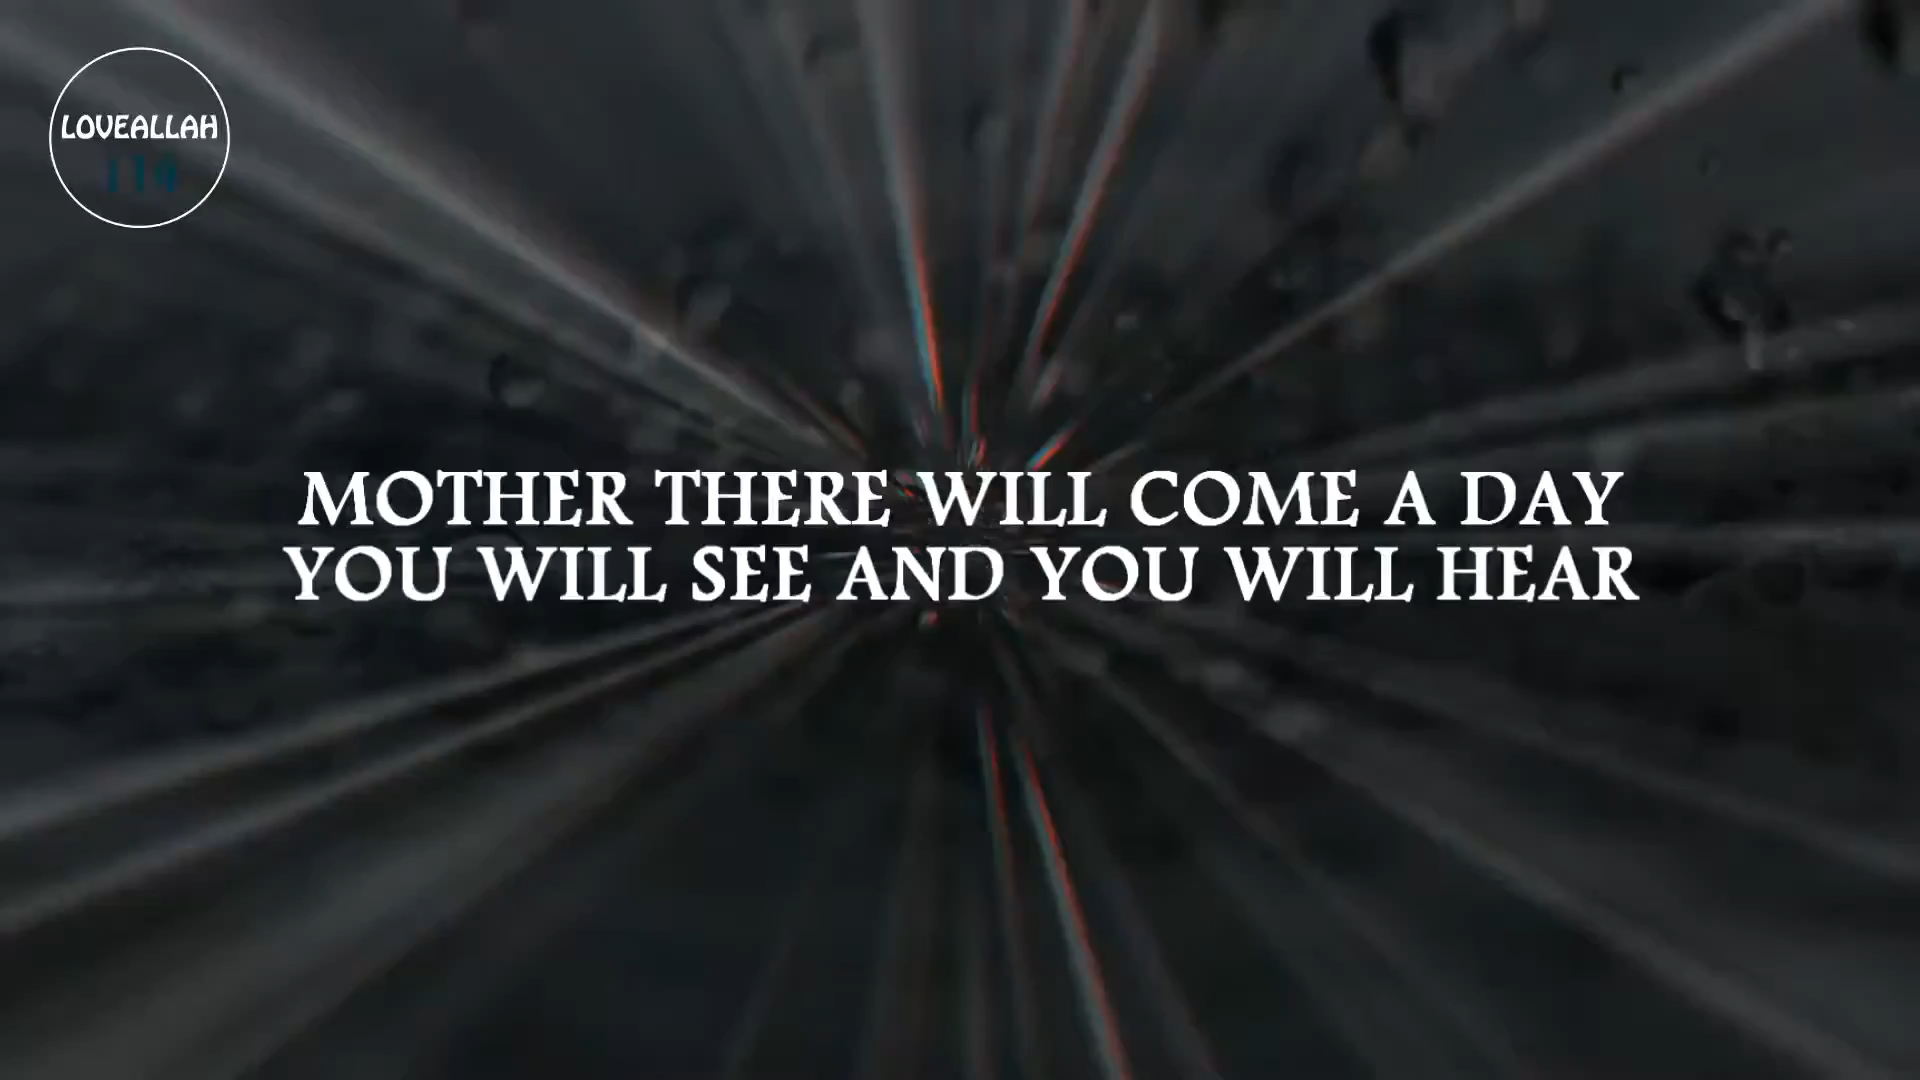 LOVEALLAH
MOTHER THERE WILL COME A DAY
YOU WILL SEE AND YOU WILL HEAR